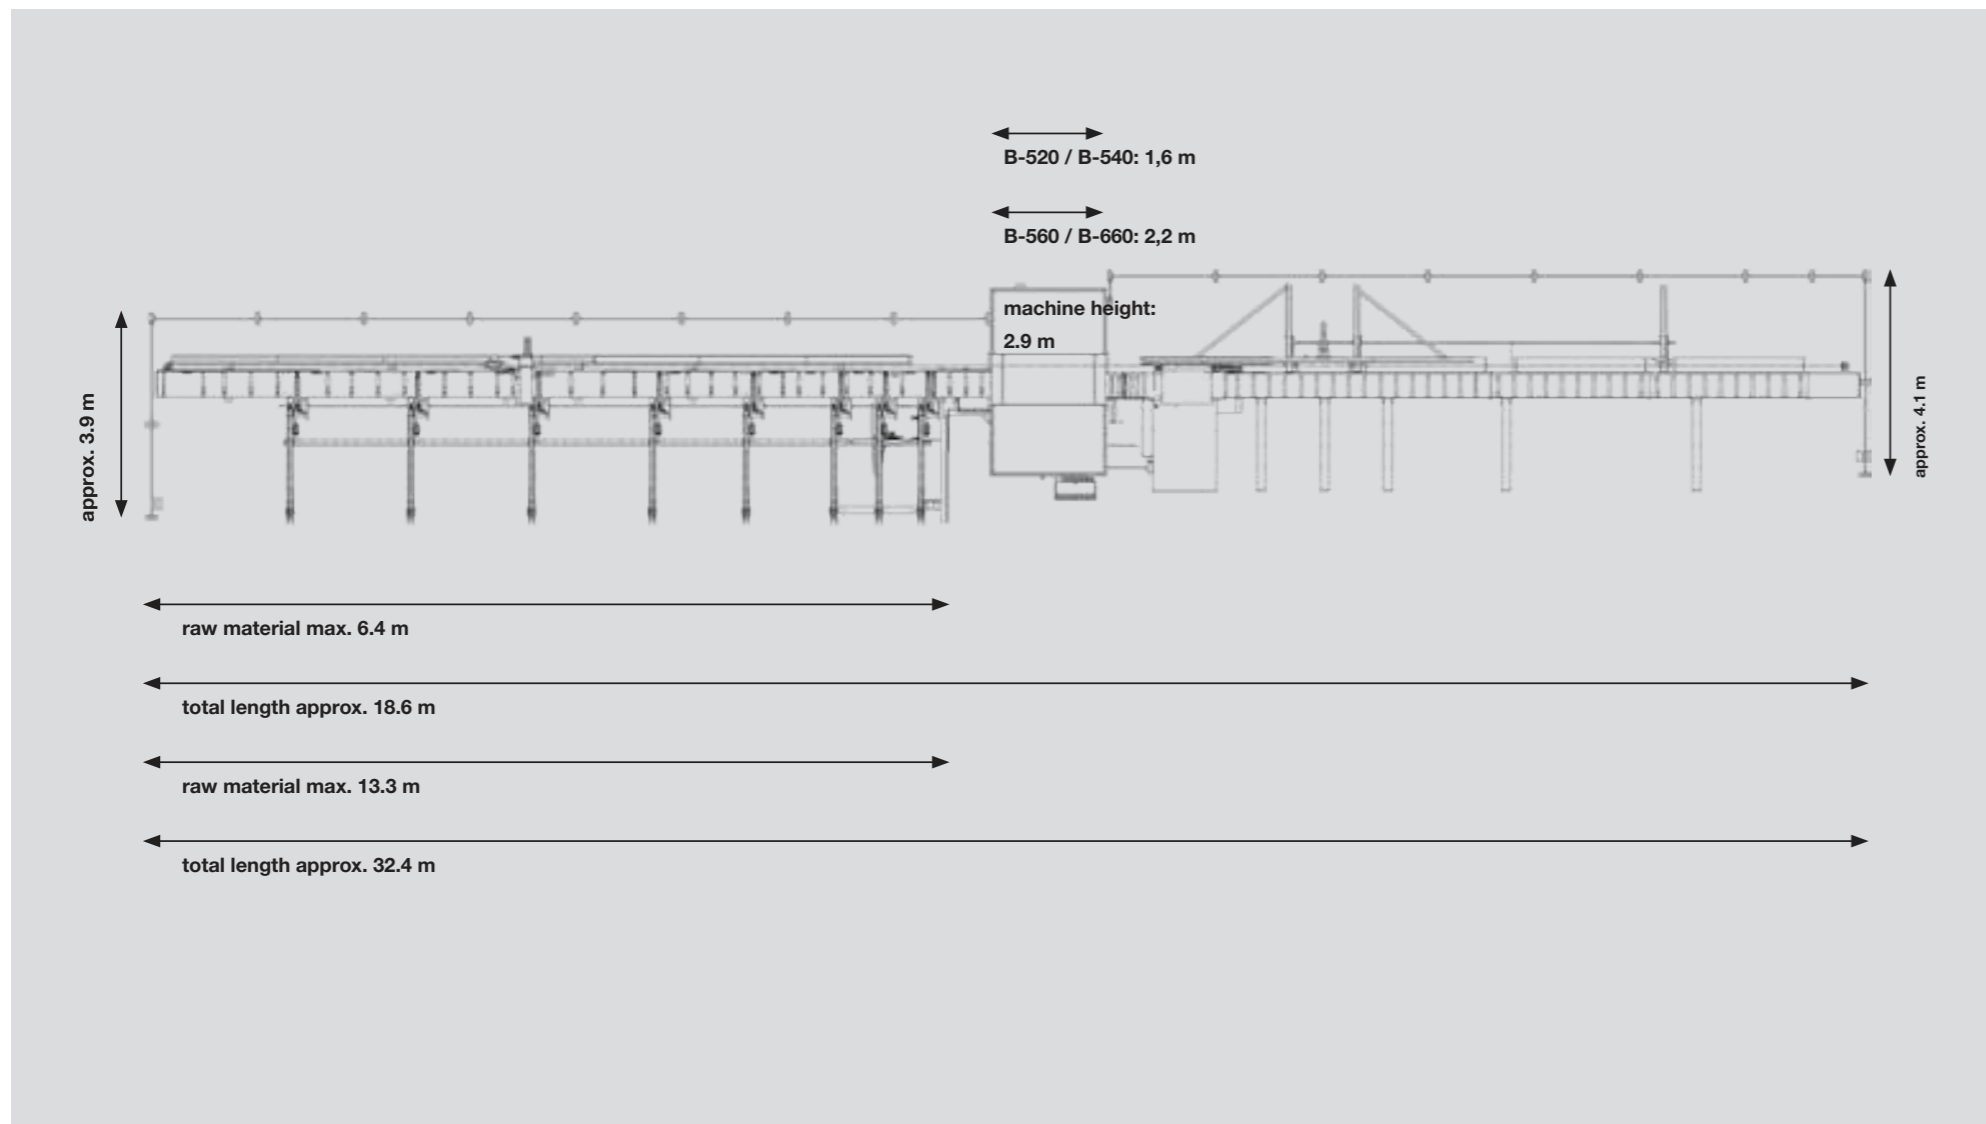 B-520 / B-540: 1,6 m
B-560 / B-660: 2,2 m
machine height:
2.9 m
approx. 3.9 m
approx. 4.1 m
raw material max. 6.4 m
total length approx. 18.6 m
raw material max. 13.3 m
total length approx. 32.4 m